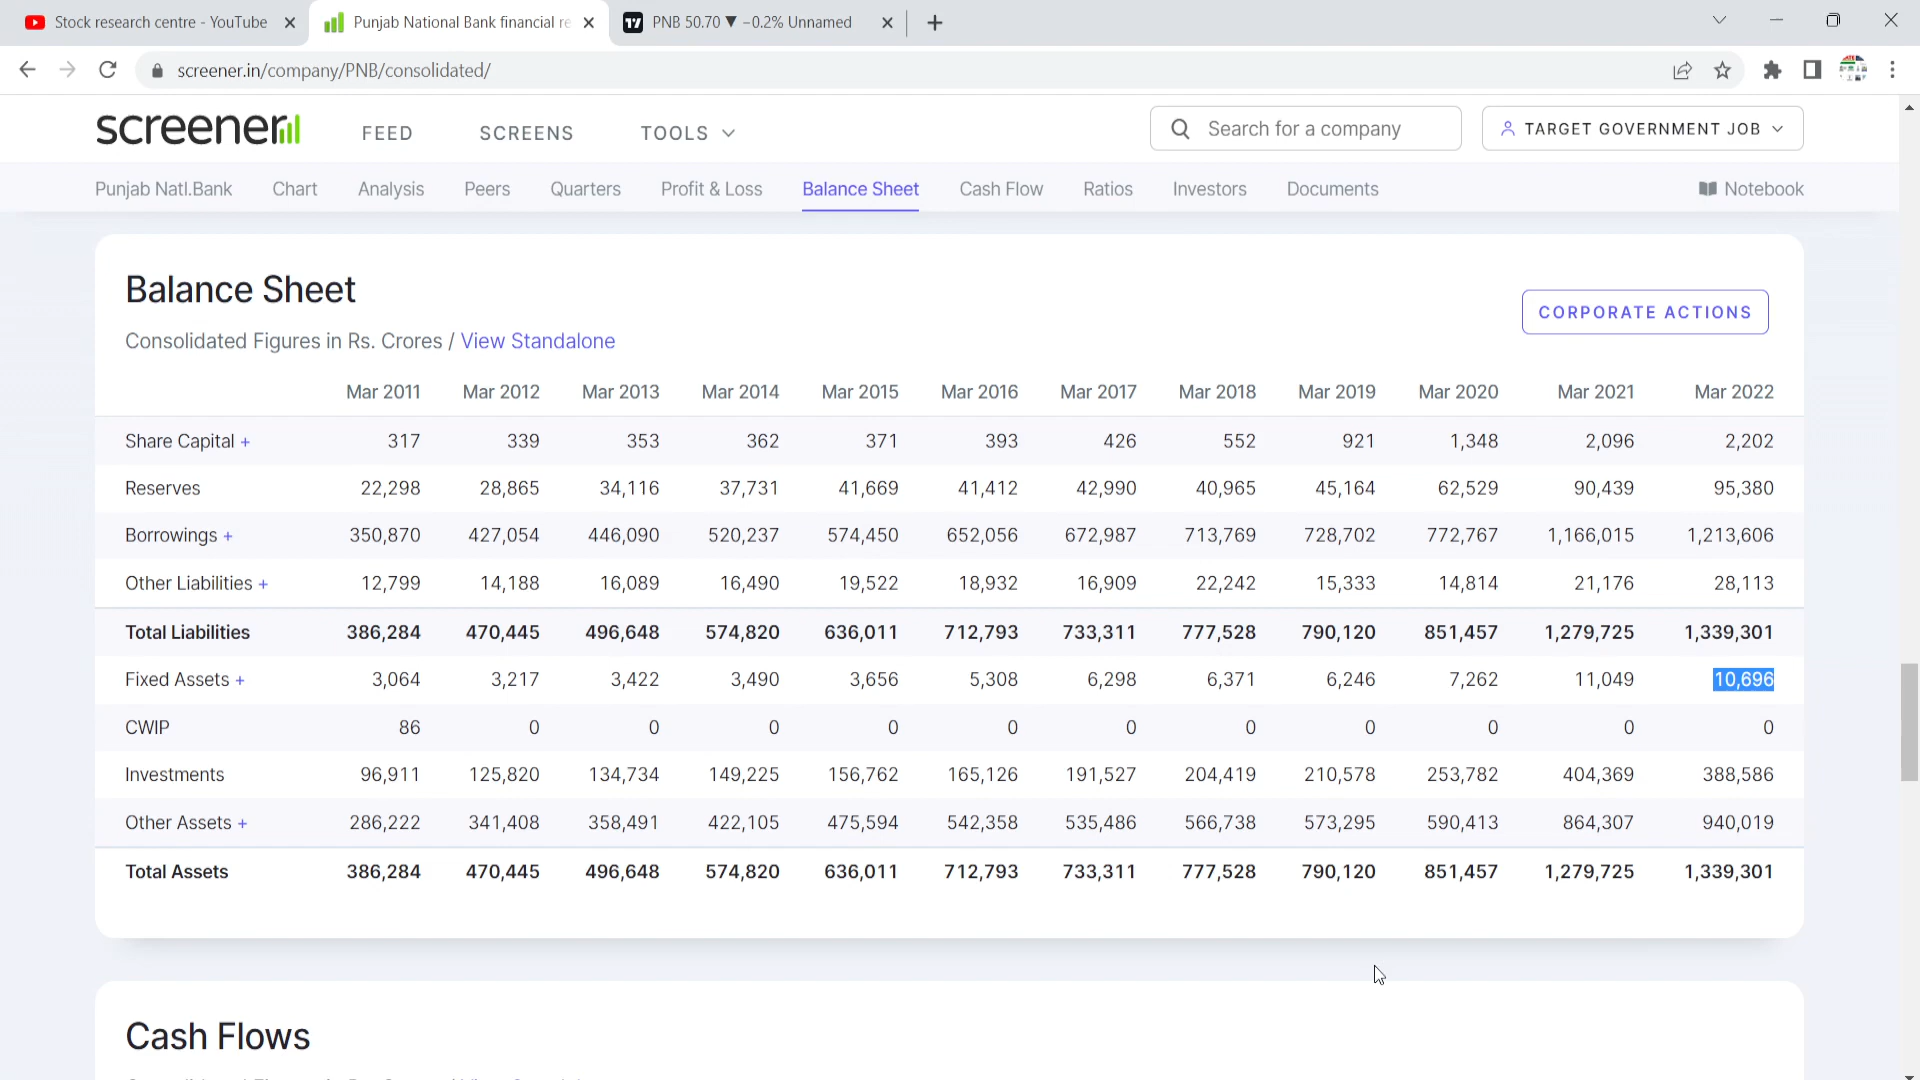 Stock research centre - YouTube
Punjab National Bank financial re
PNB 50.70 ▼ −0.2% Unnamed
screener.in/company/PNB/consolidated/
screener
FEED SCREENS TOOLS
Search for a company
TARGET GOVERNMENT JOB
Punjab Natl.Bank Chart Analysis Peers Quarters Profit & Loss Balance Sheet Cash Flow Ratios Investors Documents Notebook
Balance Sheet
CORPORATE ACTIONS
Consolidated Figures in Rs. Crores / View Standalone
Mar 2011 Mar 2012 Mar 2013 Mar 2014 Mar 2015 Mar 2016 Mar 2017 Mar 2018 Mar 2019 Mar 2020 Mar 2021 Mar 2022
Share Capital + 317 339 353 362 371 393 426 552 921 1,348 2,096 2,202
Reserves 22,298 28,865 34,116 37,731 41,669 41,412 42,990 40,965 45,164 62,529 90,439 95,380
Borrowings + 350,870 427,054 446,090 520,237 574,450 652,056 672,987 713,769 728,702 772,767 1,166,015 1,213,606
Other Liabilities + 12,799 14,188 16,089 16,490 19,522 18,932 16,909 22,242 15,333 14,814 21,176 28,113
Total Liabilities 386,284 470,445 496,648 574,820 636,011 712,793 733,311 777,528 790,120 851,457 1,279,725 1,339,301
Fixed Assets + 3,064 3,217 3,422 3,490 3,656 5,308 6,298 6,371 6,246 7,262 11,049 10,696
CWIP 86 0 0 0 0 0 0 0 0 0 0 0
Investments 96,911 125,820 134,734 149,225 156,762 165,126 191,527 204,419 210,578 253,782 404,369 388,586
Other Assets + 286,222 341,408 358,491 422,105 475,594 542,358 535,486 566,738 573,295 590,413 864,307 940,019
Total Assets 386,284 470,445 496,648 574,820 636,011 712,793 733,311 777,528 790,120 851,457 1,279,725 1,339,301
Cash Flows